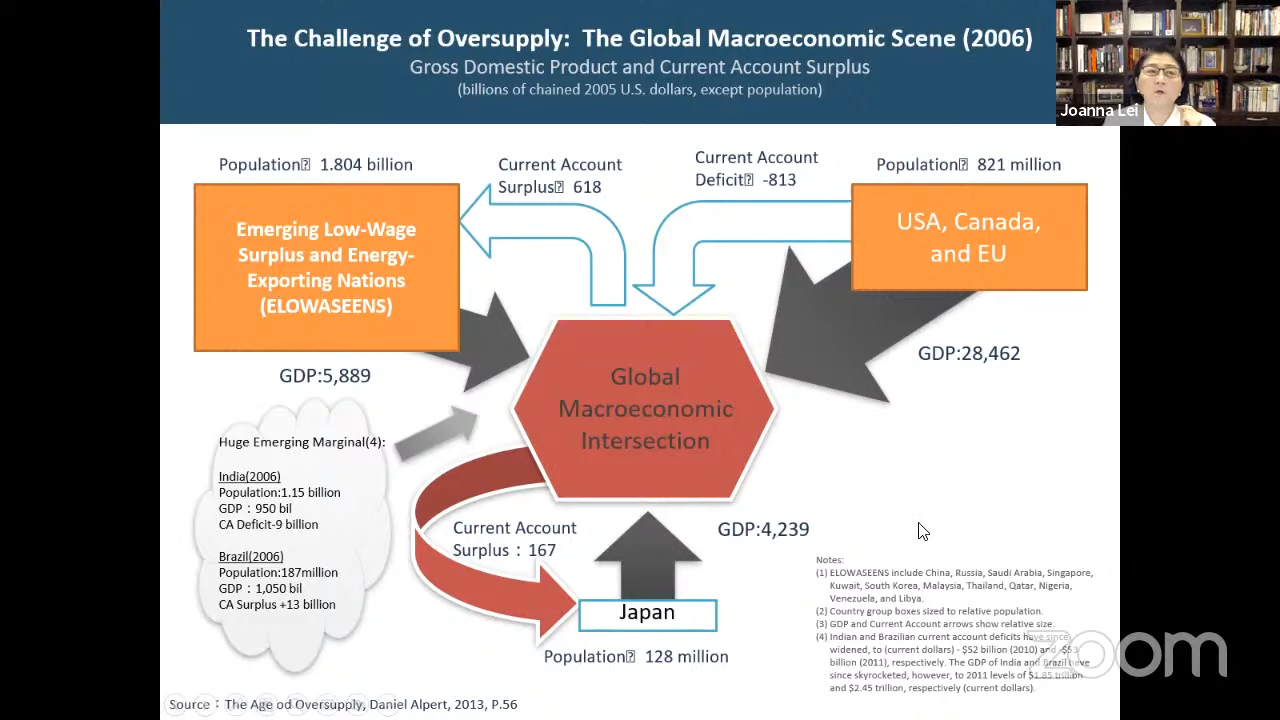 The Challenge of Oversupply: The Global Macroeconomic Scene (2006)
Gross Domestic Product and Current Account Surplus
(billions of chained 2005 U.S. dollars, except population)
Joanna Lei
Population 1.804 billion
Current Account
Surplus 618
Current Account
Deficit -813
Population 821 million
Emerging Low-Wage
Surplus and Energy-
Exporting Nations
(ELOWASEENS)
USA, Canada,
and EU
GDP:5,889
GDP:28,462
Global
Macroeconomic
Intersection
Huge Emerging Marginal(4):
India(2006)
Population:1.15 billion
GDP：950 bil
CA Deficit-9 billion
Brazil(2006)
Population:187million
GDP：1,050 bil
CA Surplus +13 billion
Current Account
Surplus：167
GDP:4,239
Japan
Population 128 million
Notes:
(1) ELOWASEENS include China, Russia, Saudi Arabia, Singapore,
Kuwait, South Korea, Malaysia, Thailand, Qatar, Nigeria,
Venezuela, and Libya.
(2) Country group boxes sized to relative population.
(3) GDP and Current Account arrows show relative size.
(4) Indian and Brazilian current account deficits have since
widened, to (current dollars) - $52 billion (2010) and -$53
billion (2011), respectively. The GDP of India and Brazil have
since skyrocketed, however, to 2011 levels of $1.85 trillion
and $2.45 trillion, respectively (current dollars).
zoom
Source：The Age od Oversupply, Daniel Alpert, 2013, P.56